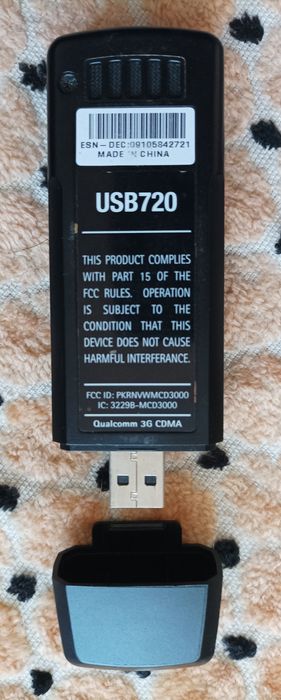 ESN-DEC:09105842721
MADE IN CHINA
USB720
THIS PRODUCT COMPLIES
WITH PART 15 OF THE
FCC RULES. OPERATION
IS SUBJECT TO THE
CONDITION THAT THIS
DEVICE DOES NOT CAUSE
HARMFUL INTERFERENCE.
FCC ID: PKRNVWMCD3000
IC: 3229B-MCD3000
Qualcomm 3G CDMA